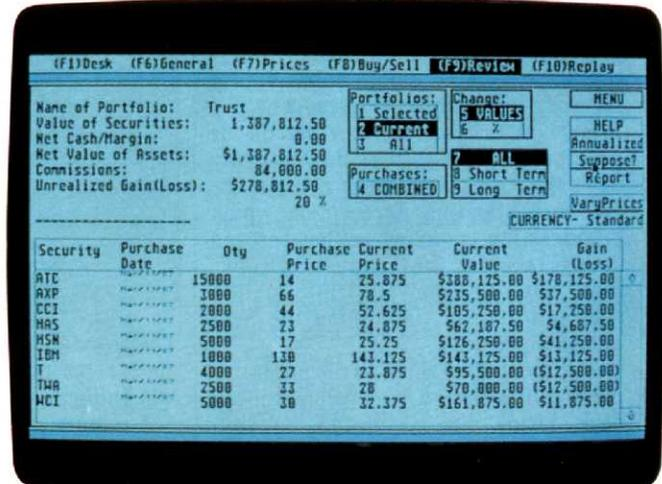 (F1)Desk (F6)General (F7)Prices (F8)Buy/Sell (F9)Review (F10)Replay
Name of Portfolio: Trust
Value of Securities: 1,387,812.50
Net Cash/Margin: 0.00
Net Value of Assets: $1,387,812.50
Commissions: 84,000.00
Unrealized Gain(Loss): $278,812.50
20 %
Portfolios:
1 Selected
2 Current
3 All
Purchases:
4 COMBINED
Change:
5 VALUES
6 %
7 ALL
8 Short Term
9 Long Term
MENU
HELP
Annualized
Suppose?
Report
VaryPrices
CURRENCY- Standard
Security Purchase Date Qty Purchase Price Current Price Current Value Gain (Loss)
ATC 15000 14 25.875 $388,125.00 $178,125.00
AXP 3000 66 78.5 $235,500.00 $37,500.00
CCI 2000 44 52.625 $105,250.00 $17,250.00
HAS 2500 23 24.875 $62,187.50 $4,687.50
HSN 5000 17 25.25 $126,250.00 $41,250.00
IBM 1000 130 143.125 $143,125.00 $13,125.00
T 4000 27 23.875 $95,500.00 ($12,500.00)
TWA 2500 33 28 $70,000.00 ($12,500.00)
WCI 5000 30 32.375 $161,875.00 $11,875.00